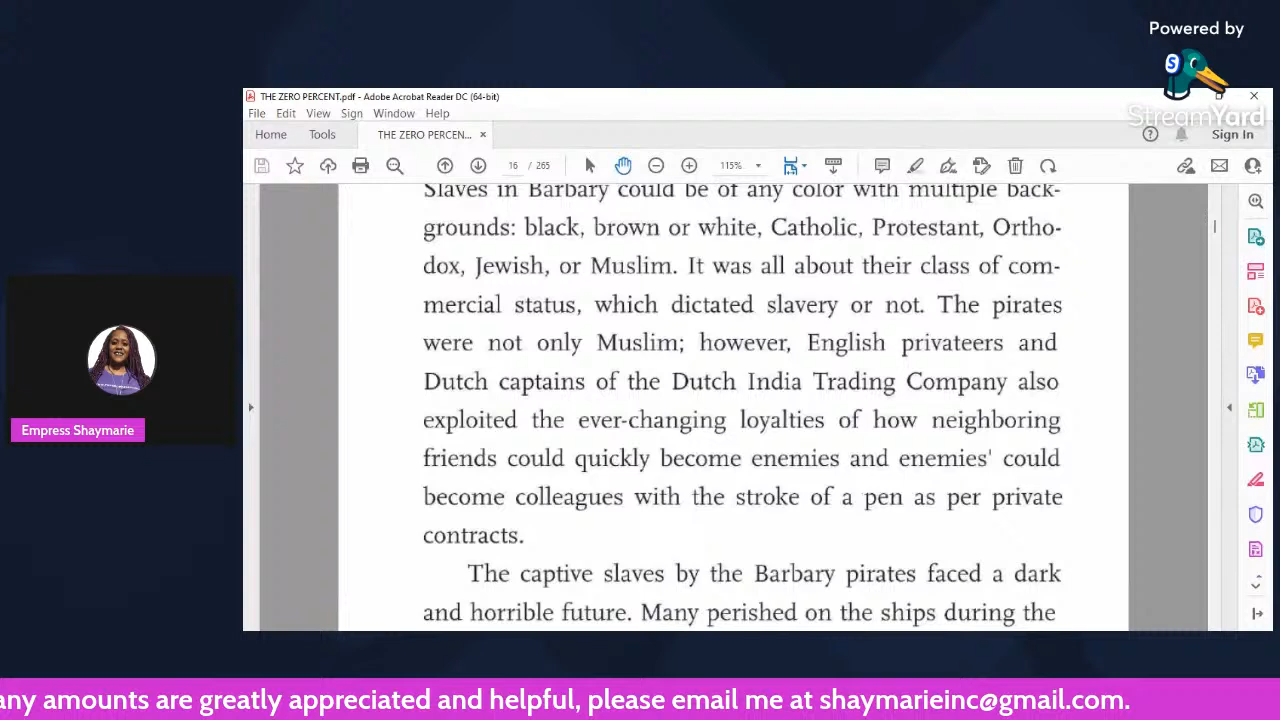 Powered by
S
StreamYard
THE ZERO PERCENT.pdf - Adobe Acrobat Reader DC (64-bit)
File Edit View Sign Window Help
Home Tools THE ZERO PERCEN... ×
Sign In
16 / 265
115%
Slaves in Barbary could be of any color with multiple back-
grounds: black, brown or white, Catholic, Protestant, Ortho-
dox, Jewish, or Muslim. It was all about their class of com-
mercial status, which dictated slavery or not. The pirates
were not only Muslim; however, English privateers and
Dutch captains of the Dutch India Trading Company also
exploited the ever-changing loyalties of how neighboring
friends could quickly become enemies and enemies' could
become colleagues with the stroke of a pen as per private
contracts.
The captive slaves by the Barbary pirates faced a dark
and horrible future. Many perished on the ships during the
Empress Shaymarie
any amounts are greatly appreciated and helpful, please email me at shaymarieinc@gmail.com.